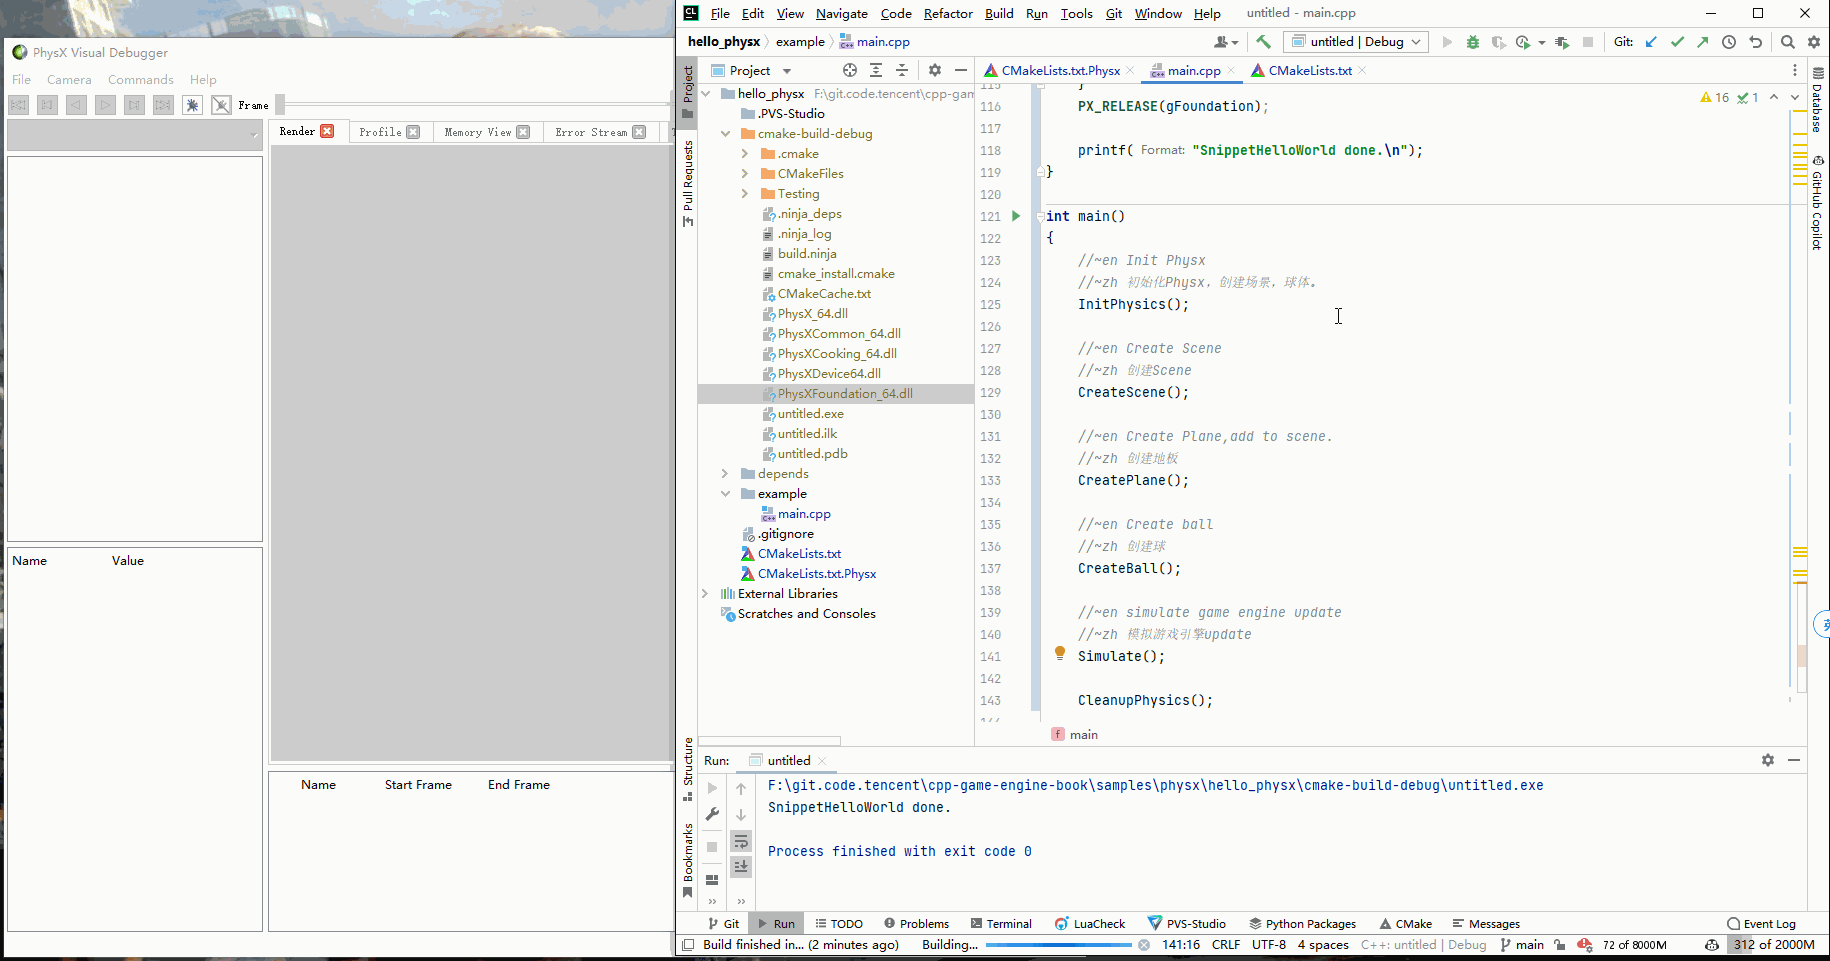 PhysX Visual Debugger
File Camera Commands Help
Frame
Render Profile Memory View Error Stream
Name Value
Name Start Frame End Frame
CL File Edit View Navigate Code Refactor Build Run Tools Git Window Help untitled - main.cpp
hello_physx example main.cpp
untitled | Debug
Git:
Project
Pull Requests
Structure
Bookmarks
Project
hello_physx F:\git.code.tencent\cpp-gam
.PVS-Studio
cmake-build-debug
.cmake
CMakeFiles
Testing
.ninja_deps
.ninja_log
build.ninja
cmake_install.cmake
CMakeCache.txt
PhysX_64.dll
PhysXCommon_64.dll
PhysXCooking_64.dll
PhysXDevice64.dll
PhysXFoundation_64.dll
untitled.exe
untitled.ilk
untitled.pdb
depends
example
main.cpp
.gitignore
CMakeLists.txt
CMakeLists.txt.Physx
External Libraries
Scratches and Consoles
CMakeLists.txt.Physx main.cpp CMakeLists.txt
16 1
115 }
116 PX_RELEASE(gFoundation);
117
118 printf( Format: "SnippetHelloWorld done.\n");
119 }
120
121 int main()
122 {
123 //~en Init Physx
124 //~zh 初始化Physx，创建场景，球体。
125 InitPhysics();
126
127 //~en Create Scene
128 //~zh 创建Scene
129 CreateScene();
130
131 //~en Create Plane,add to scene.
132 //~zh 创建地板
133 CreatePlane();
134
135 //~en Create ball
136 //~zh 创建球
137 CreateBall();
138
139 //~en simulate game engine update
140 //~zh 模拟游戏引擎update
141 Simulate();
142
143 CleanupPhysics();
f main
Database
GitHub Copilot
英
Run: untitled
F:\git.code.tencent\cpp-game-engine-book\samples\physx\hello_physx\cmake-build-debug\untitled.exe
SnippetHelloWorld done.
Process finished with exit code 0
Git Run TODO Problems Terminal LuaCheck PVS-Studio Python Packages CMake Messages Event Log
Build finished in... (2 minutes ago) Building... 141:16 CRLF UTF-8 4 spaces C++: untitled | Debug main 72 of 8000M 312 of 2000M